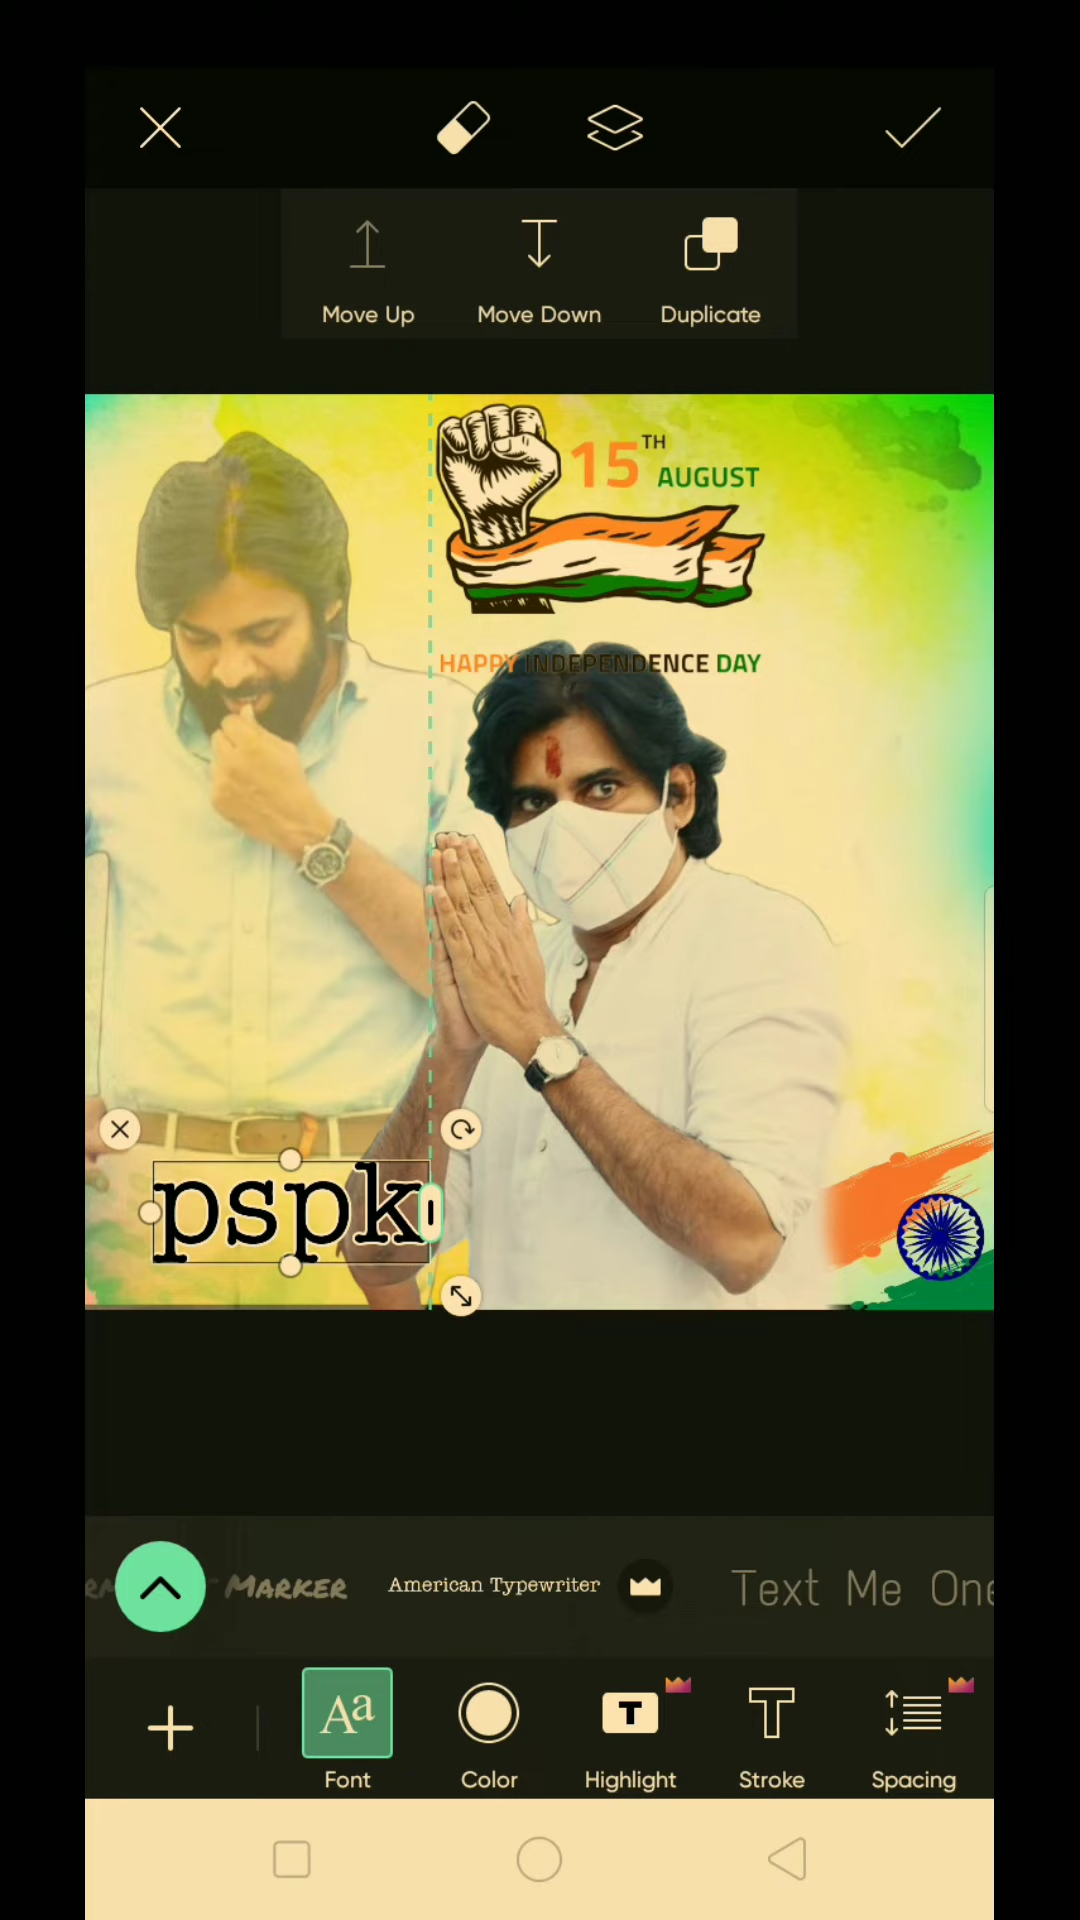 Move Up
Move Down
Duplicate
15TH
AUGUST
HAPPY INDEPENDENCE DAY
pspk
MARKER
American Typewriter
Text Me One
Aa
T
T
Font
Color
Highlight
Stroke
Spacing